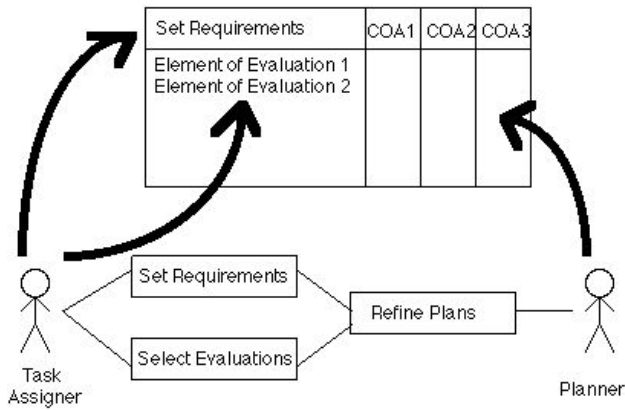 Set Requirements COA1 COA2 COA3
Element of Evaluation 1
Element of Evaluation 2
Set Requirements
Refine Plans
Select Evaluations
Task
Assigner
Planner